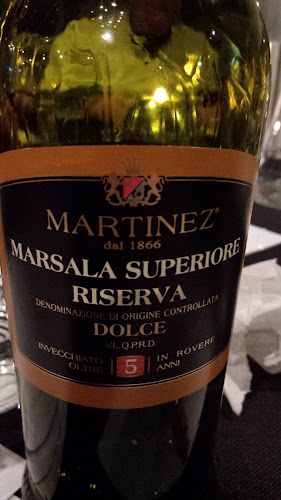 MARTINEZ®
dal 1866
MARSALA SUPERIORE
RISERVA
DENOMINAZIONE DI ORIGINE CONTROLLATA
DOLCE
V.L.Q.P.R.D.
INVECCHIATO OLTRE 5 ANNI IN ROVERE